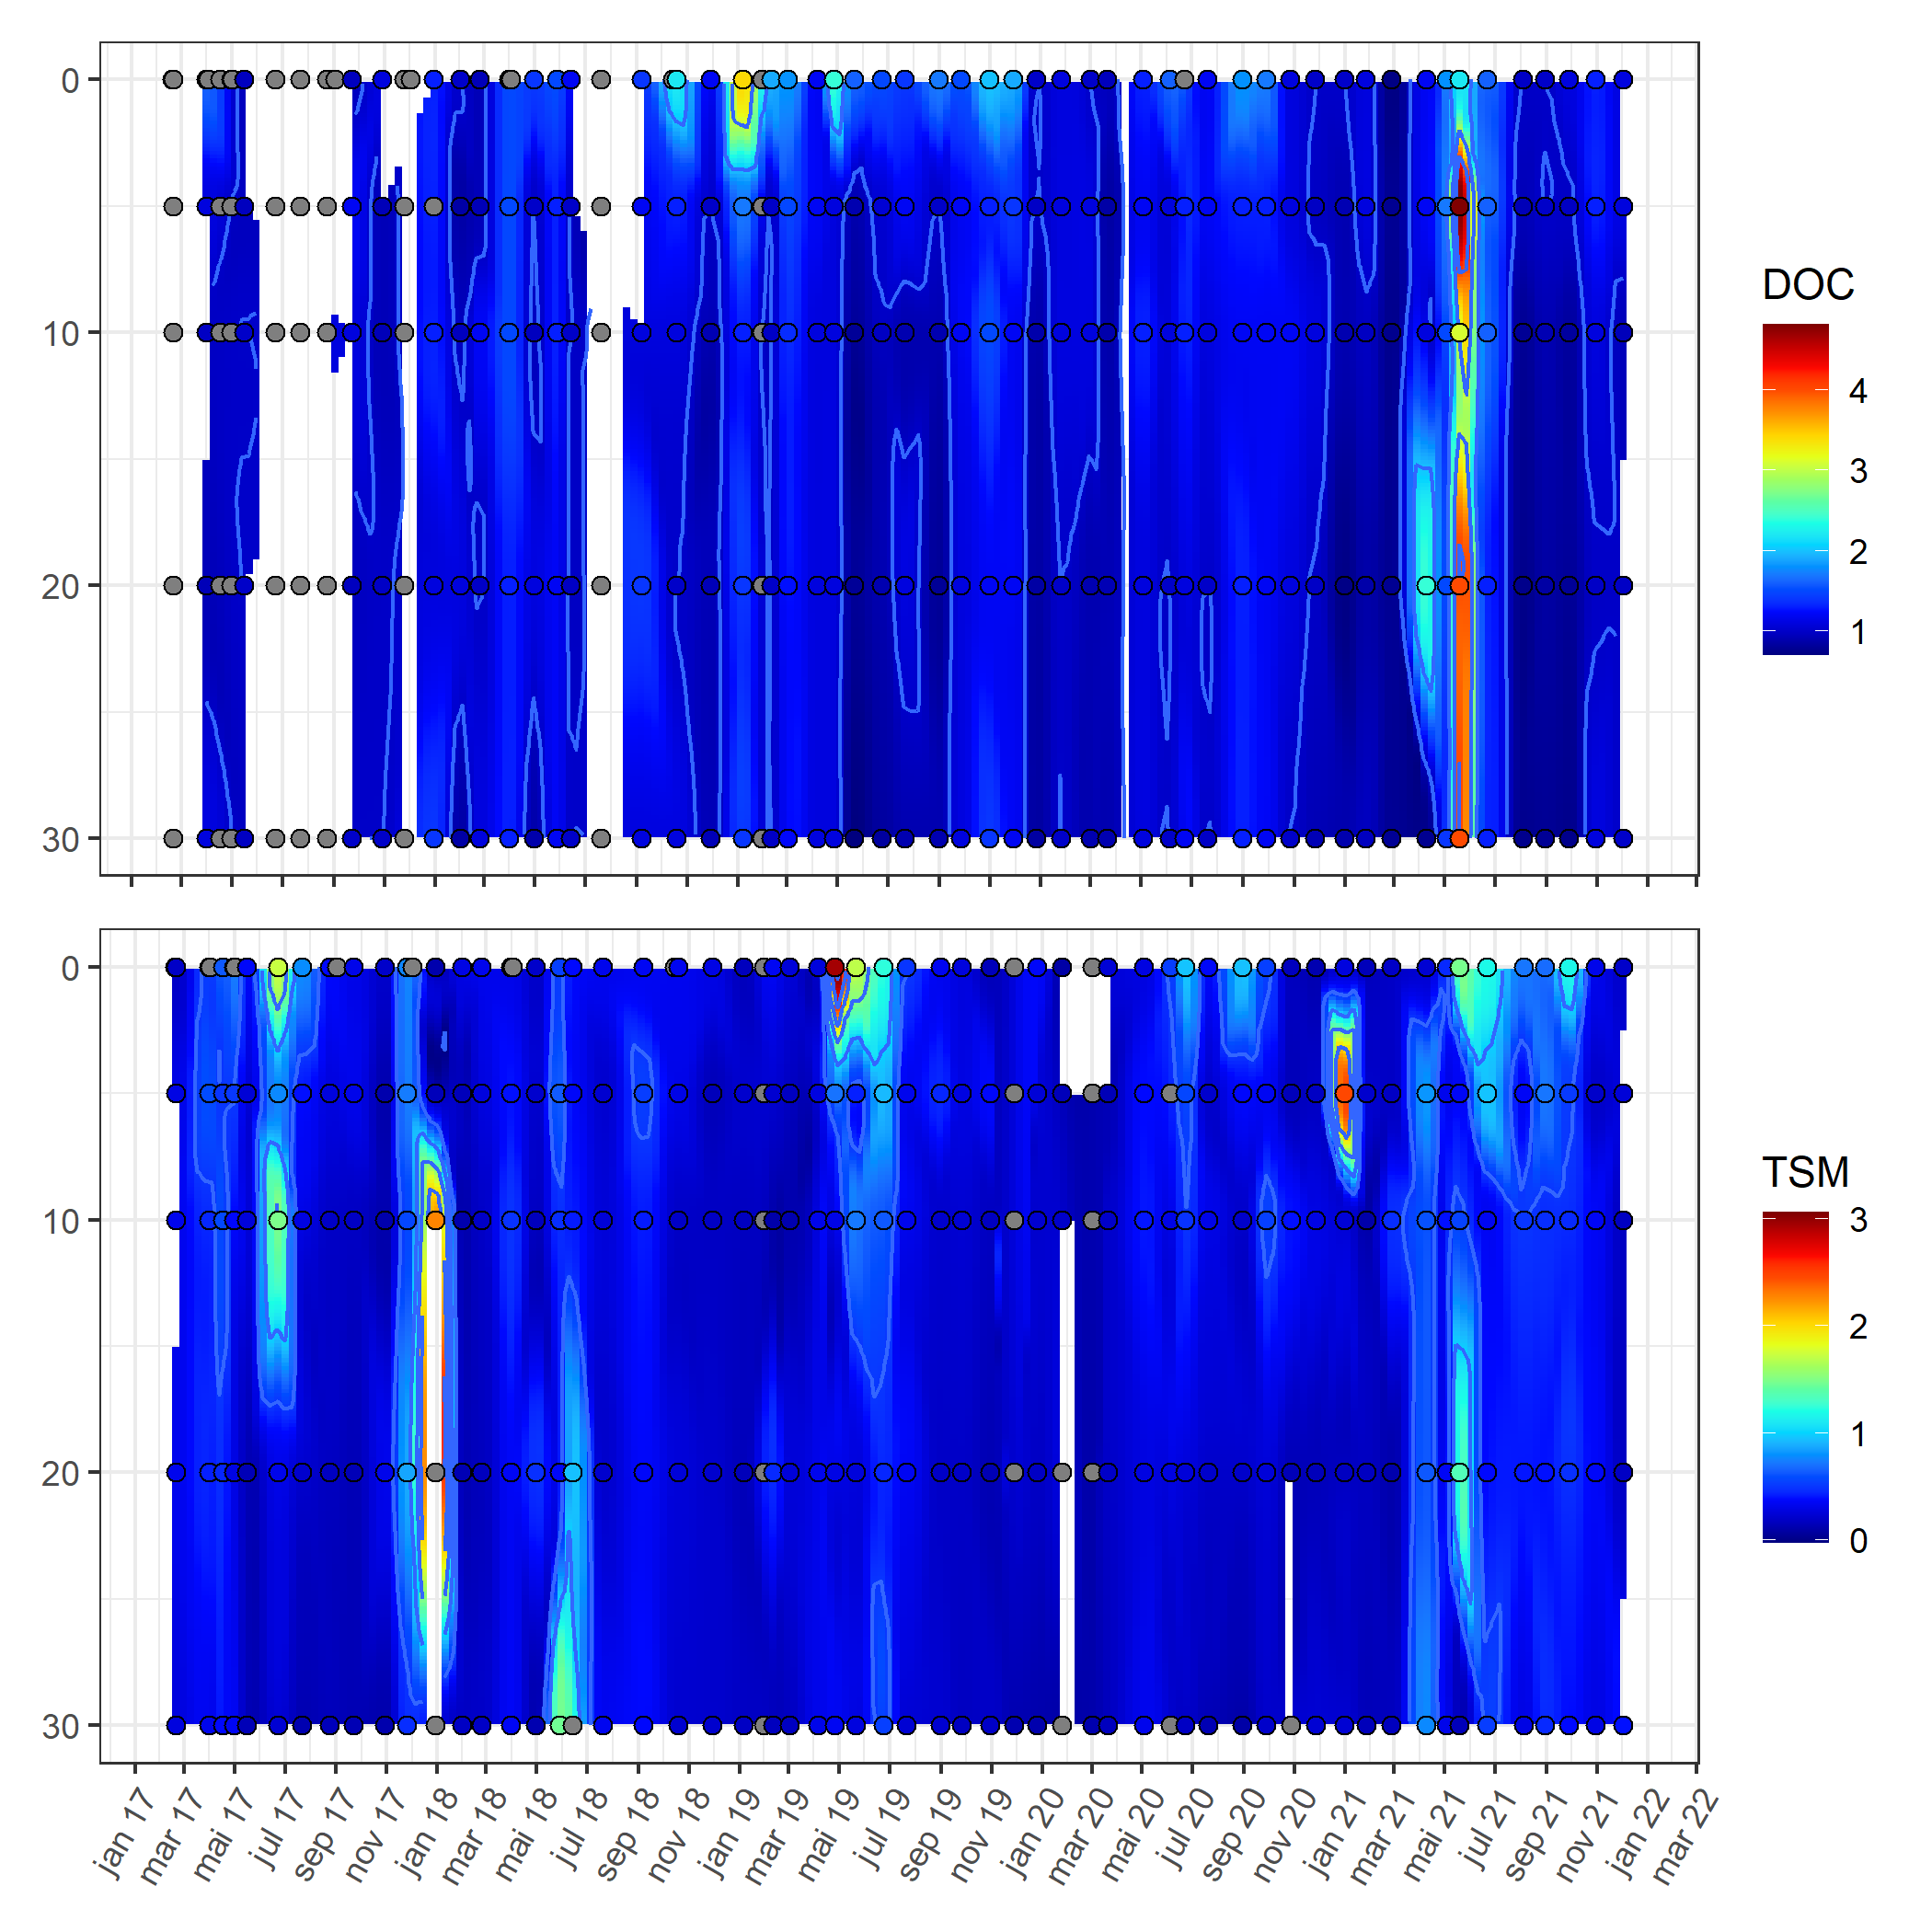 0
10
20
30
DOC
4
3
2
1
0
10
20
30
TSM
3
2
1
0
jan 17
mar 17
mai 17
jul 17
sep 17
nov 17
jan 18
mar 18
mai 18
jul 18
sep 18
nov 18
jan 19
mar 19
mai 19
jul 19
sep 19
nov 19
jan 20
mar 20
mai 20
jul 20
sep 20
nov 20
jan 21
mar 21
mai 21
jul 21
sep 21
nov 21
jan 22
mar 22